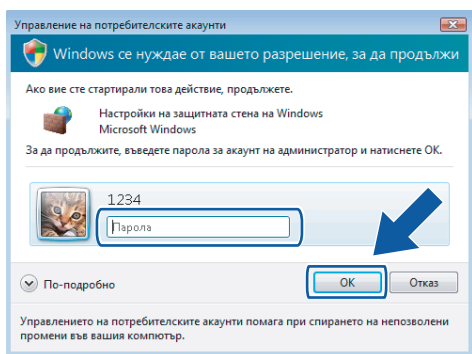 Управление на потребителските акаунти
Windows се нуждае от вашето разрешение, за да продължи
Ако вие сте стартирали това действие, продължете.
Настройки на защитната стена на Windows
Microsoft Windows
За да продължите, въведете парола за акаунт на администратор и натиснете OK.
1234
Парола
По-подробно
OK
Отказ
Управлението на потребителските акаунти помага при спирането на непозволени
промени във вашия компютър.